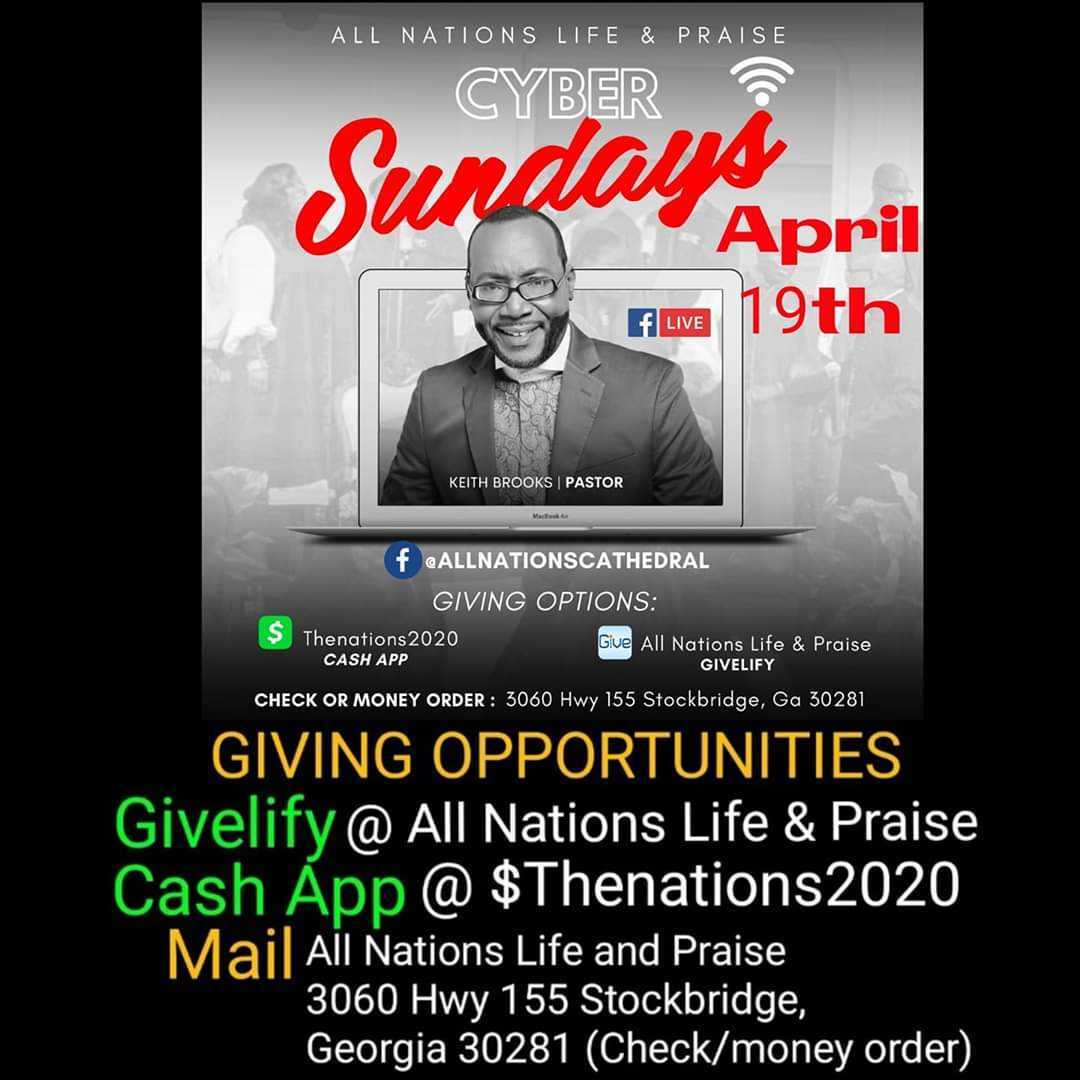 ALL NATIONS LIFE & PRAISE
CYBER
Sundays
April
19th
f LIVE
KEITH BROOKS | PASTOR
MacBook Air
f @ALLNATIONSCATHEDRAL
GIVING OPTIONS:
$ Thenations2020
CASH APP
Give All Nations Life & Praise
GIVELIFY
CHECK OR MONEY ORDER : 3060 Hwy 155 Stockbridge, Ga 30281
GIVING OPPORTUNITIES
Givelify @ All Nations Life & Praise
Cash App @ $Thenations2020
Mail All Nations Life and Praise
3060 Hwy 155 Stockbridge,
Georgia 30281 (Check/money order)